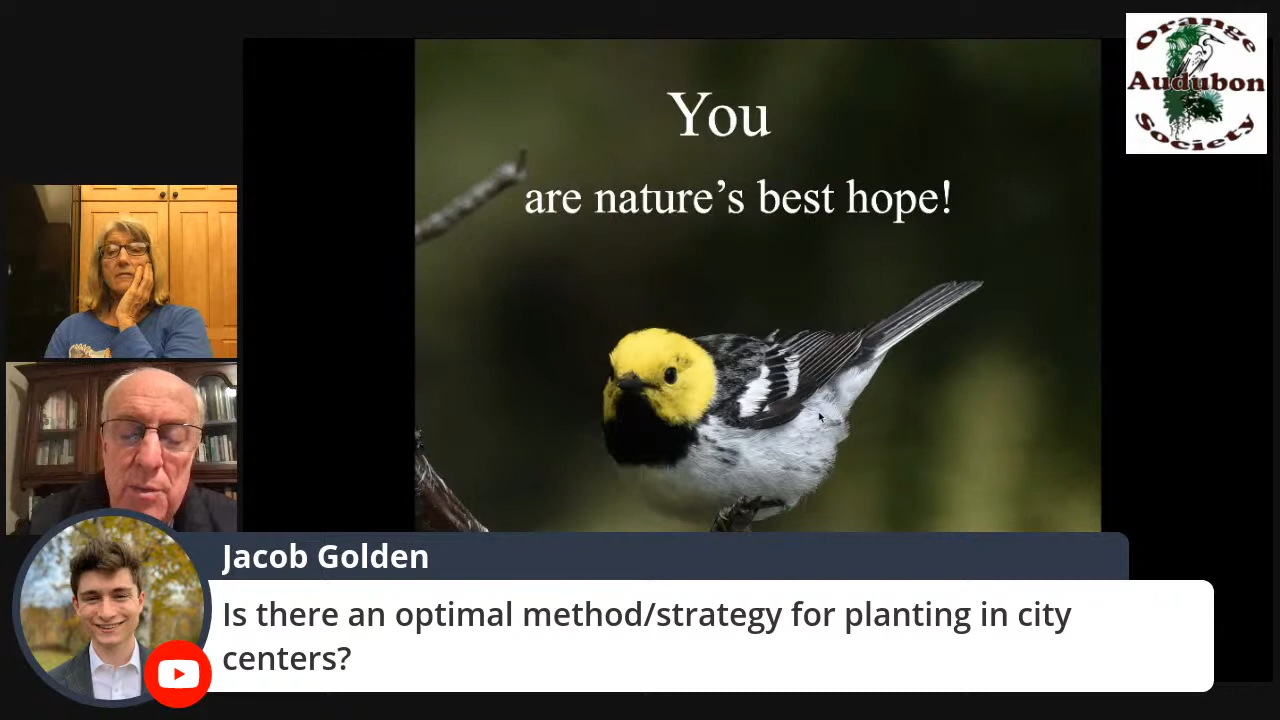 You
are nature's best hope!
Orange
Audubon
Society
Jacob Golden
Is there an optimal method/strategy for planting in city
centers?